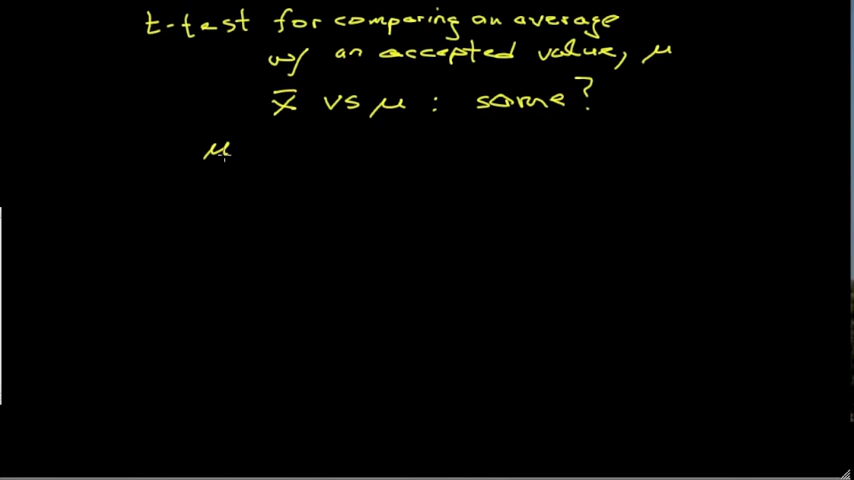 t-test for comparing an average
w/ an accepted value, μ
x̄ vs μ : same?
μ